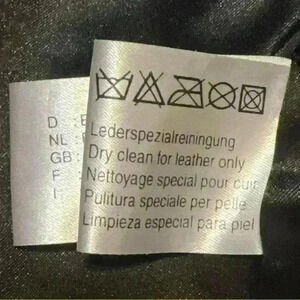 D :
NL :
GB :
F :
I :
Lederspezialreiningung
Dry clean for leather only
Nettoyage special pour cuir
Pulitura speciale per pelle
Limpieza especial para piel